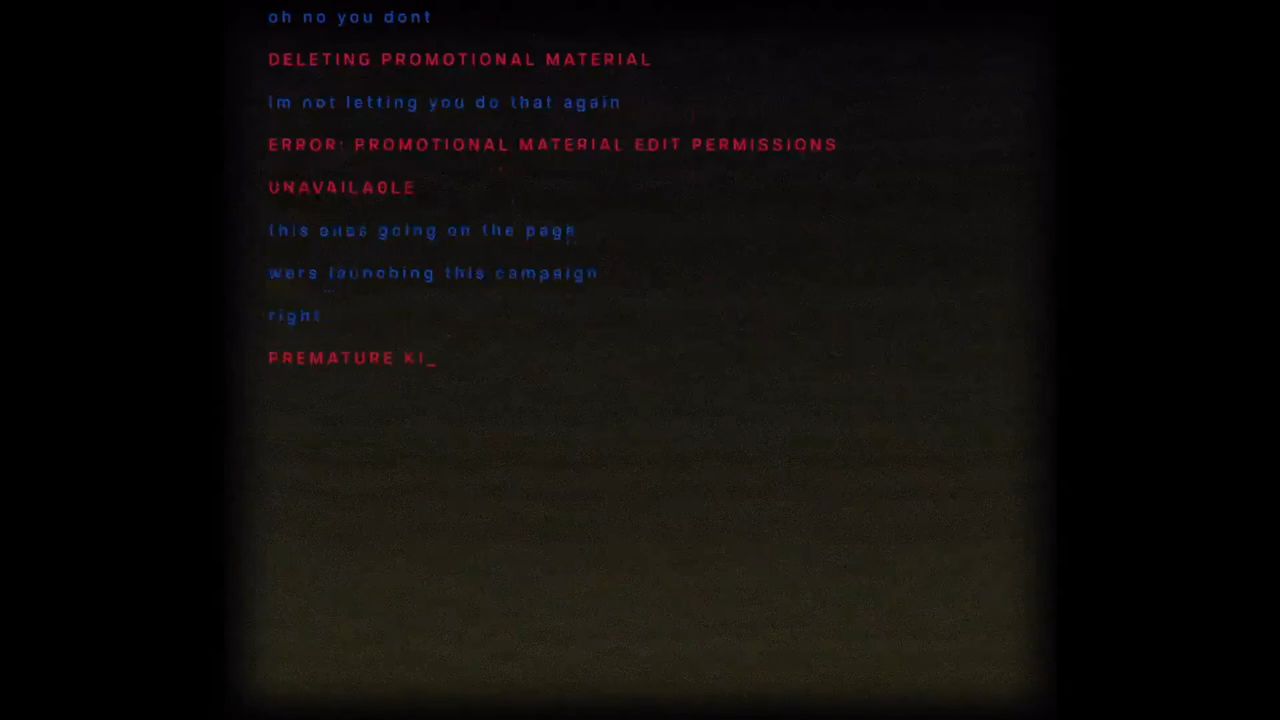 oh no you dont
DELETING PROMOTIONAL MATERIAL
im not letting you do that again
ERROR: PROMOTIONAL MATERIAL EDIT PERMISSIONS
UNAVAILABLE
this ones going on the page
were launching this campaign
right
PREMATURE KI_